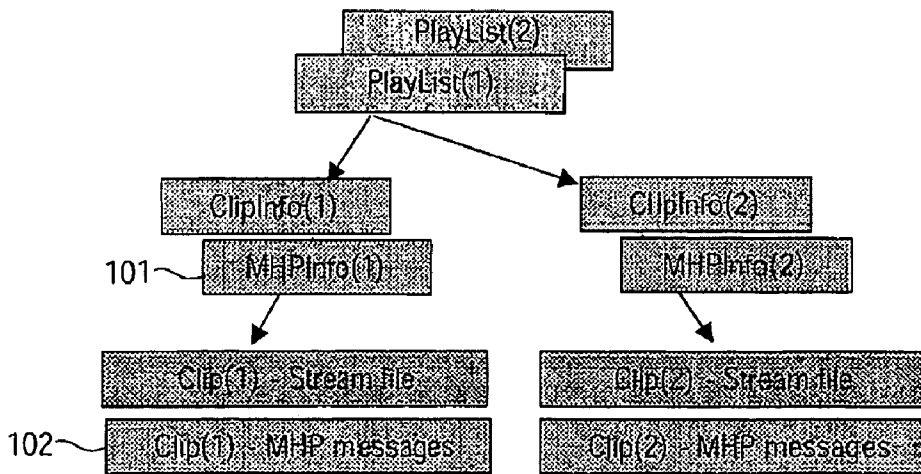 PlayList(2)
PlayList(1)
ClipInfo(1)
ClipInfo(2)
101
MHPInfo(1)
MHPInfo(2)
Clip(1) - Stream file
Clip(2) - Stream file
102
Clip(1) - MHP messages
Clip(2) - MHP messages